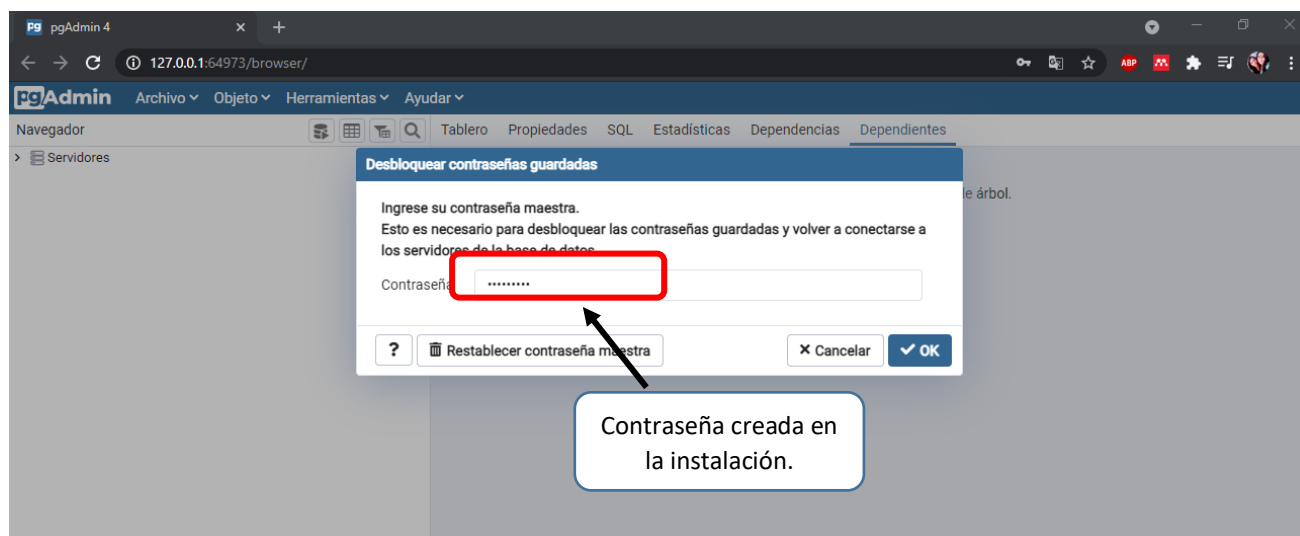 pgAdmin 4
127.0.0.1:64973/browser/
ABP
pgAdmin Archivo Objeto Herramientas Ayudar
Navegador
Tablero Propiedades SQL Estadísticas Dependencias Dependientes
Servidores
Desbloquear contraseñas guardadas
de árbol.
Ingrese su contraseña maestra.
Esto es necesario para desbloquear las contraseñas guardadas y volver a conectarse a
los servidores de la base de datos.
Contraseña
•••••••••
? Restablecer contraseña maestra
Cancelar OK
Contraseña creada en
la instalación.